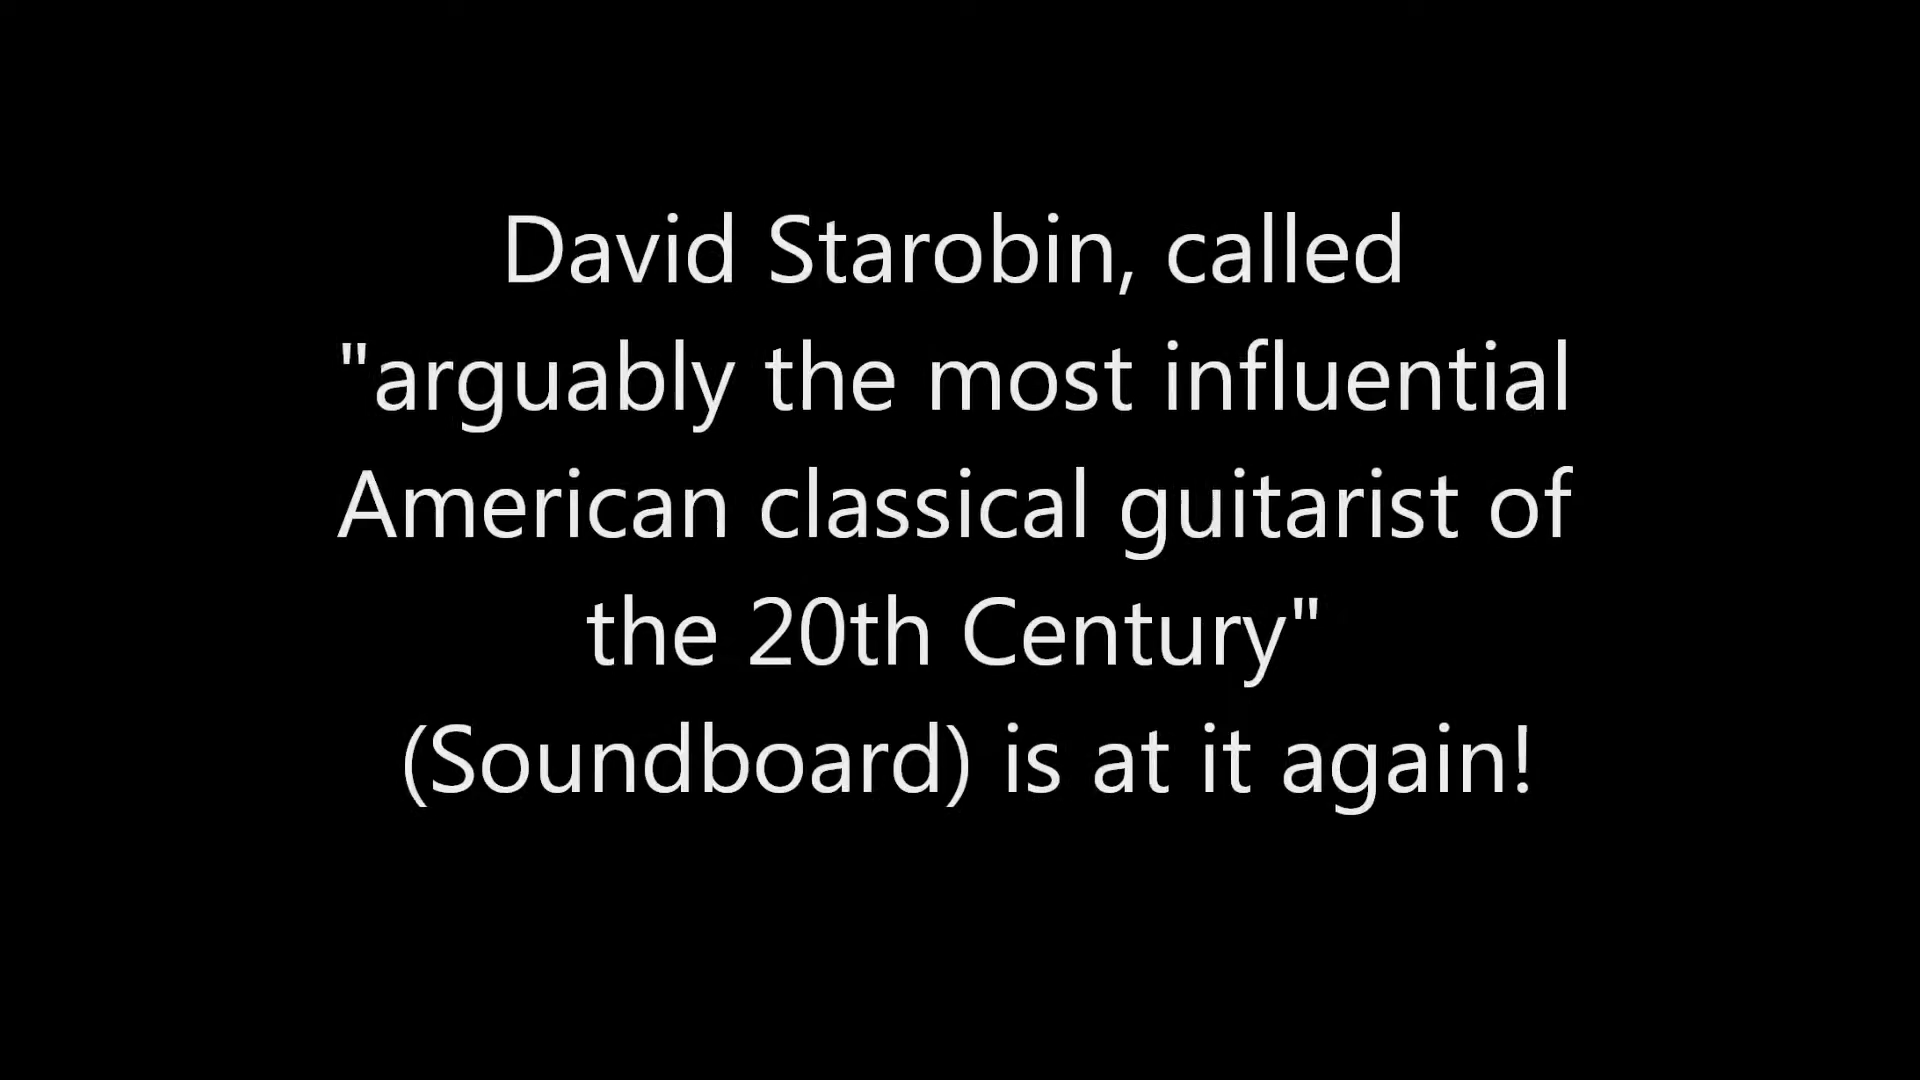 David Starobin, called
"arguably the most influential
American classical guitarist of
the 20th Century"
(Soundboard) is at it again!